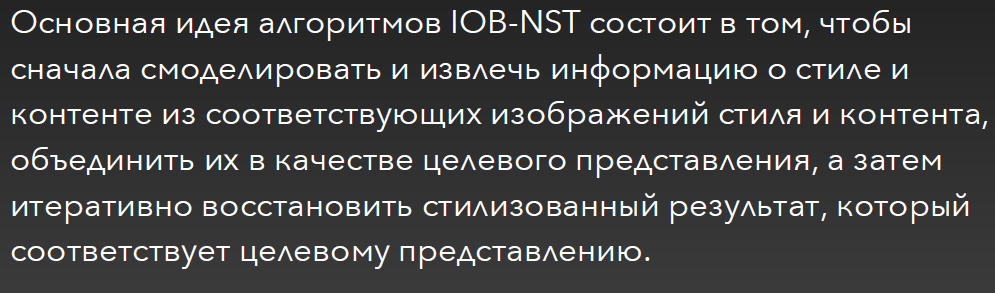 Основная идея алгоритмов IOB-NST состоит в том, чтобы
сначала смоделировать и извлечь информацию о стиле и
контенте из соответствующих изображений стиля и контента,
объединить их в качестве целевого представления, а затем
итеративно восстановить стилизованный результат, который
соответствует целевому представлению.